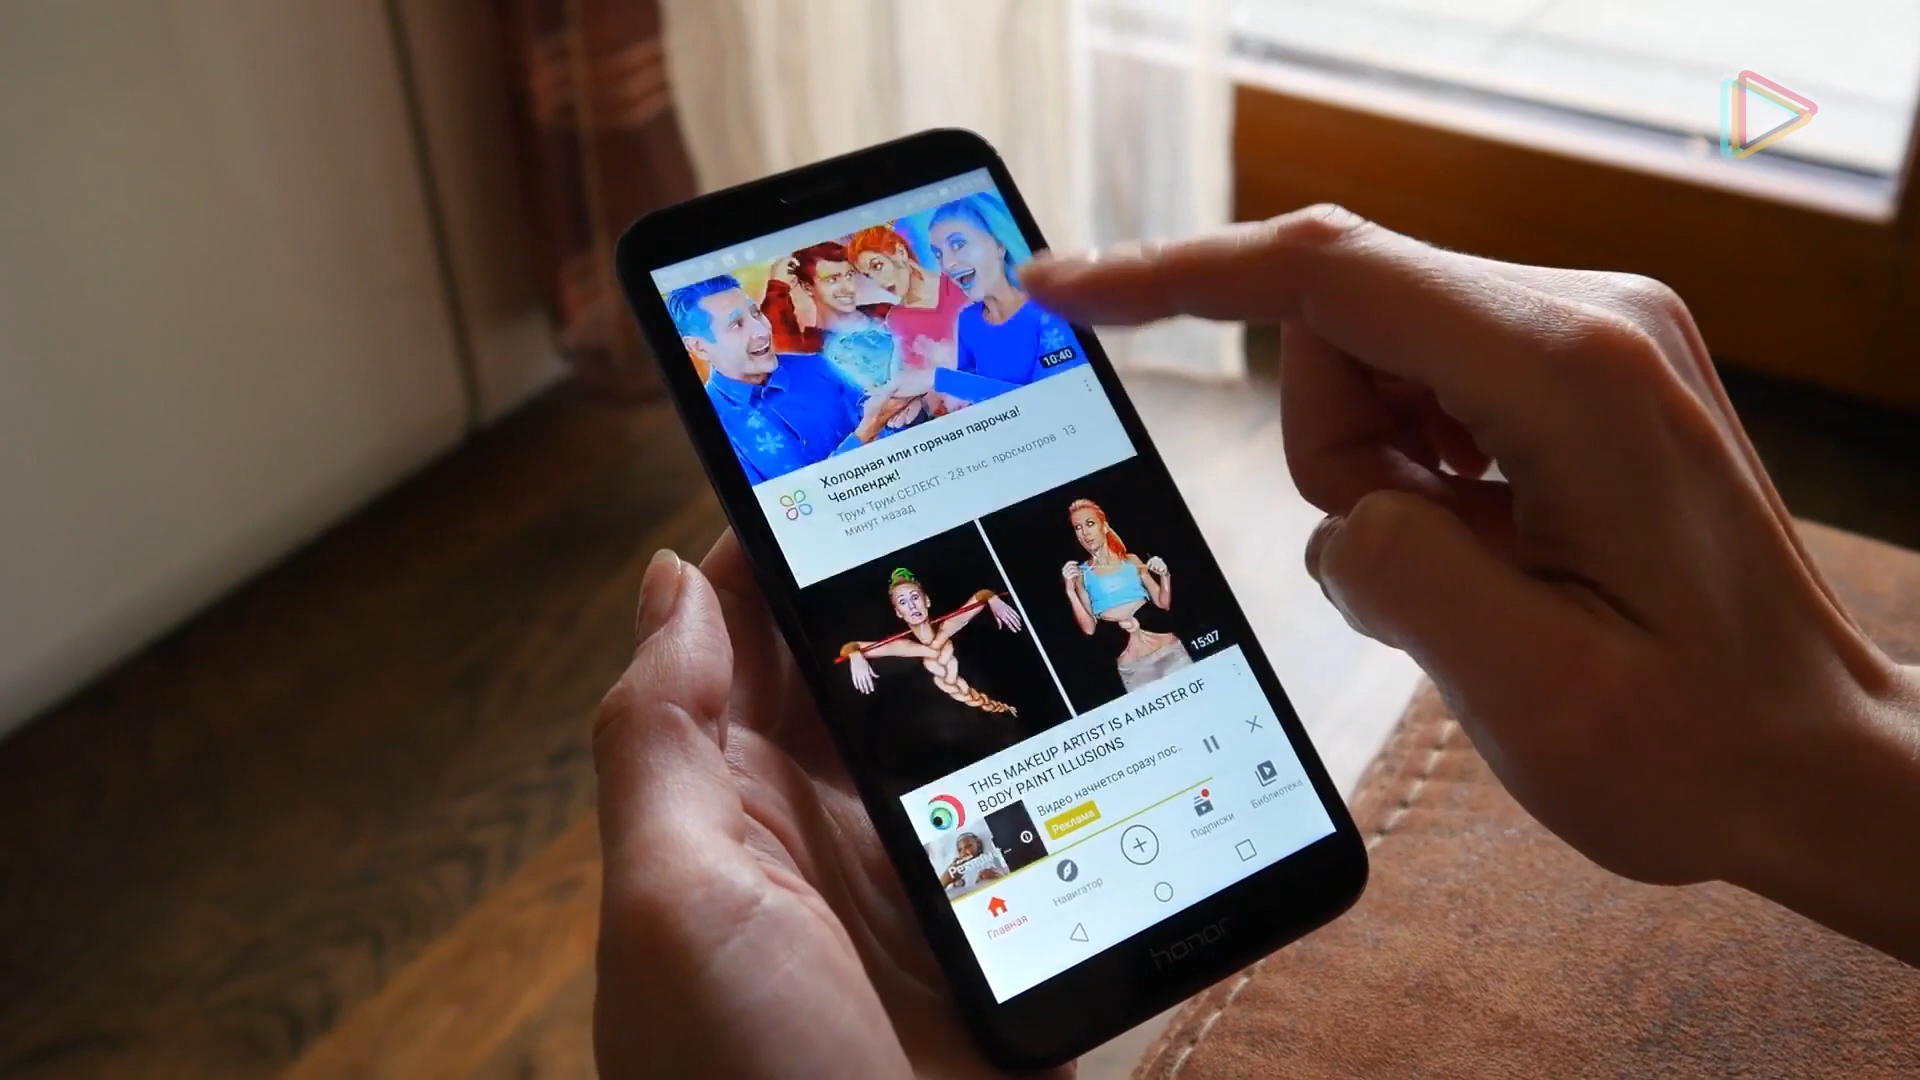 10:40
Холодная или горячая парочка!
Челлендж!
Трум Трум СЕЛЕКТ · 2,8 тыс. просмотров · 13
минут назад
15:07
THIS MAKEUP ARTIST IS A MASTER OF
BODY PAINT ILLUSIONS
Видео начнется сразу пос...
Реклама
Главная
Навигатор
Подписки
Библиотека
honor